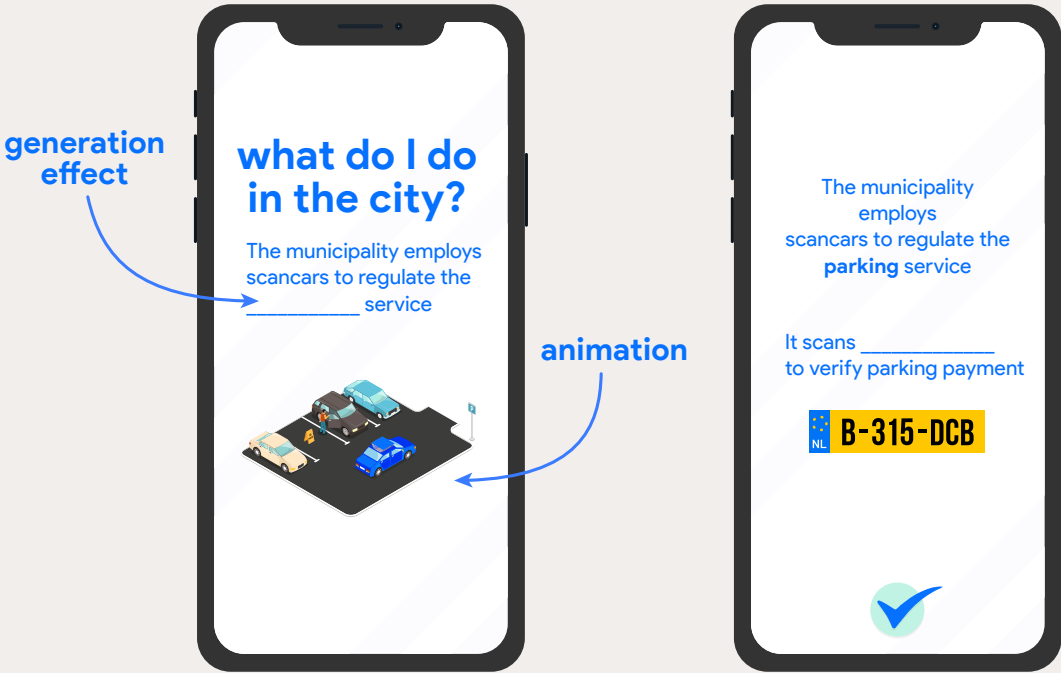 generation
effect
what do I do
in the city?
The municipality employs
scancars to regulate the
___________ service
animation
The municipality
employs
scancars to regulate the
parking service
It scans _____________
to verify parking payment
NL B-315-DCB